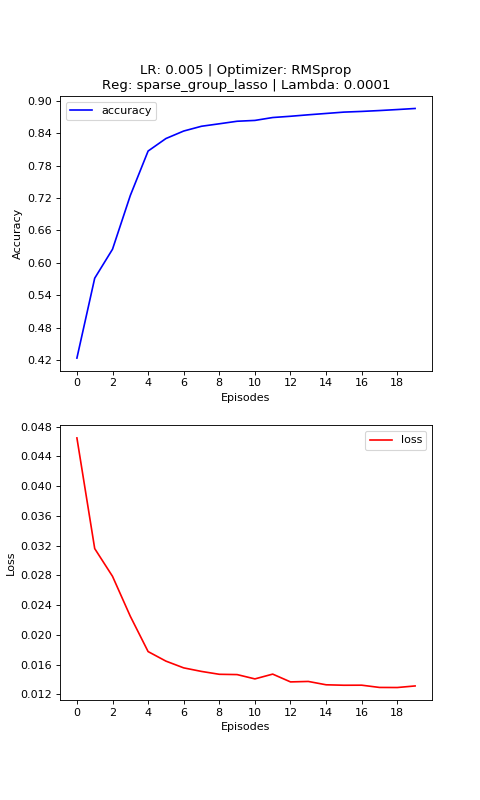 LR: 0.005 | Optimizer: RMSprop
Reg: sparse_group_lasso | Lambda: 0.0001
accuracy
0.90
0.84
0.78
0.72
0.66
0.60
0.54
0.48
0.42
Accuracy
0 2 4 6 8 10 12 14 16 18
Episodes
loss
0.048
0.044
0.040
0.036
0.032
0.028
0.024
0.020
0.016
0.012
Loss
0 2 4 6 8 10 12 14 16 18
Episodes